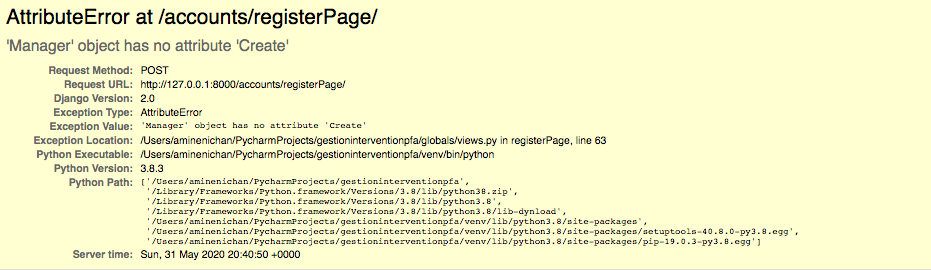 AttributeError at /accounts/registerPage/
'Manager' object has no attribute 'Create'
Request Method: POST
Request URL: http://127.0.0.1:8000/accounts/registerPage/
Django Version: 2.0
Exception Type: AttributeError
Exception Value: 'Manager' object has no attribute 'Create'
Exception Location: /Users/aminenichan/PycharmProjects/gestioninterventionpfa/globals/views.py in registerPage, line 63
Python Executable: /Users/aminenichan/PycharmProjects/gestioninterventionpfa/venv/bin/python
Python Version: 3.8.3
Python Path: ['/Users/aminenichan/PycharmProjects/gestioninterventionpfa',
'/Library/Frameworks/Python.framework/Versions/3.8/lib/python38.zip',
'/Library/Frameworks/Python.framework/Versions/3.8/lib/python3.8',
'/Library/Frameworks/Python.framework/Versions/3.8/lib/python3.8/lib-dynload',
'/Users/aminenichan/PycharmProjects/gestioninterventionpfa/venv/lib/python3.8/site-packages',
'/Users/aminenichan/PycharmProjects/gestioninterventionpfa/venv/lib/python3.8/site-packages/setuptools-40.8.0-py3.8.egg',
'/Users/aminenichan/PycharmProjects/gestioninterventionpfa/venv/lib/python3.8/site-packages/pip-19.0.3-py3.8.egg']
Server time: Sun, 31 May 2020 20:40:50 +0000